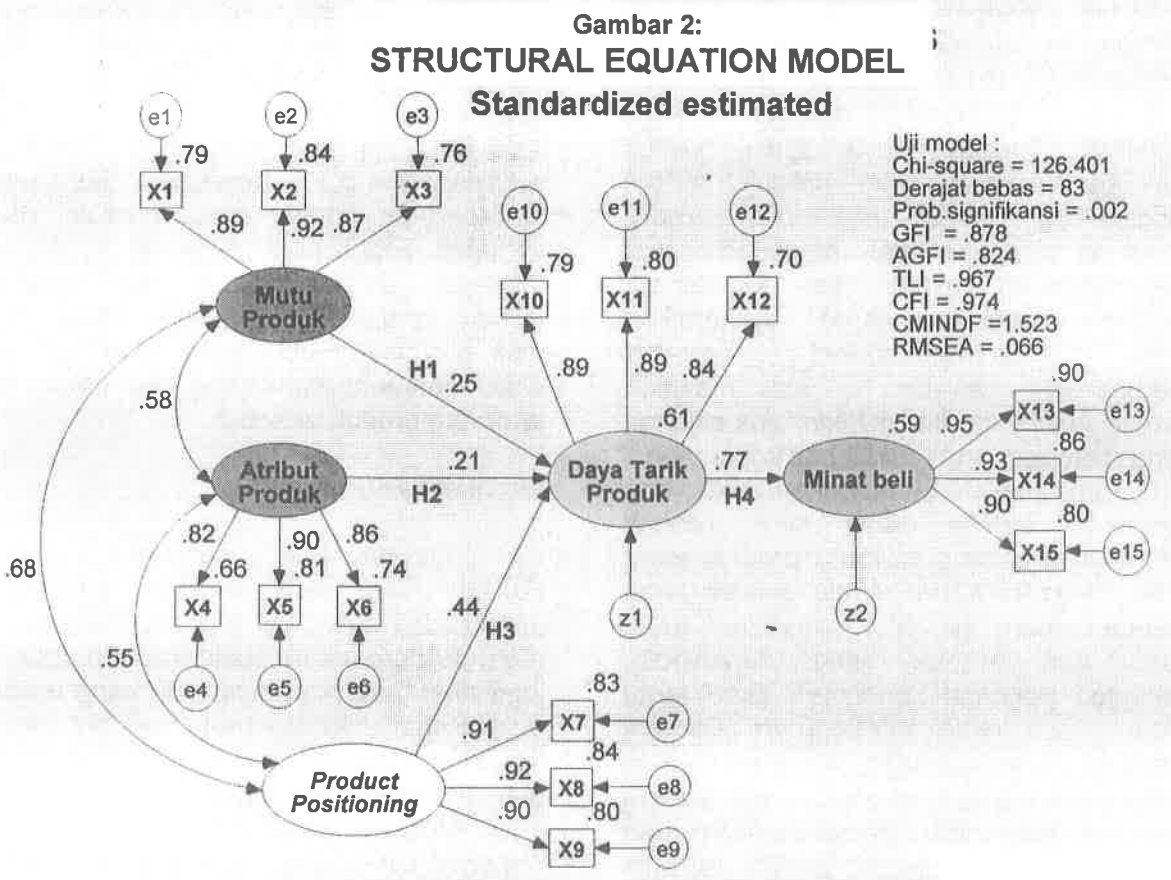 Gambar 2:
STRUCTURAL EQUATION MODEL
Standardized estimated
Uji model :
Chi-square = 126.401
Derajat bebas = 83
Prob.signifikansi = .002
GFI = .878
AGFI = .824
TLI = .967
CFI = .974
CMINDF =1.523
RMSEA = .066
e1
e2
e3
.79
.84
.76
X1
X2
X3
.89
.92
.87
Mutu
Produk
e10
e11
e12
.79
.80
.70
X10
X11
X12
.89
.89
.84
H1
.25
.58
.61
Atribut
Produk
.21
H2
Daya Tarik
Produk
.77
H4
.59
Minat beli
.95
.93
.90
.90
X13
e13
.86
X14
e14
.80
X15
e15
.82
.90
.86
.66
.81
.74
X4
X5
X6
e4
e5
e6
z1
z2
.68
.55
.44
H3
Product
Positioning
.91
.92
.90
.83
X7
e7
.84
X8
e8
.80
X9
e9